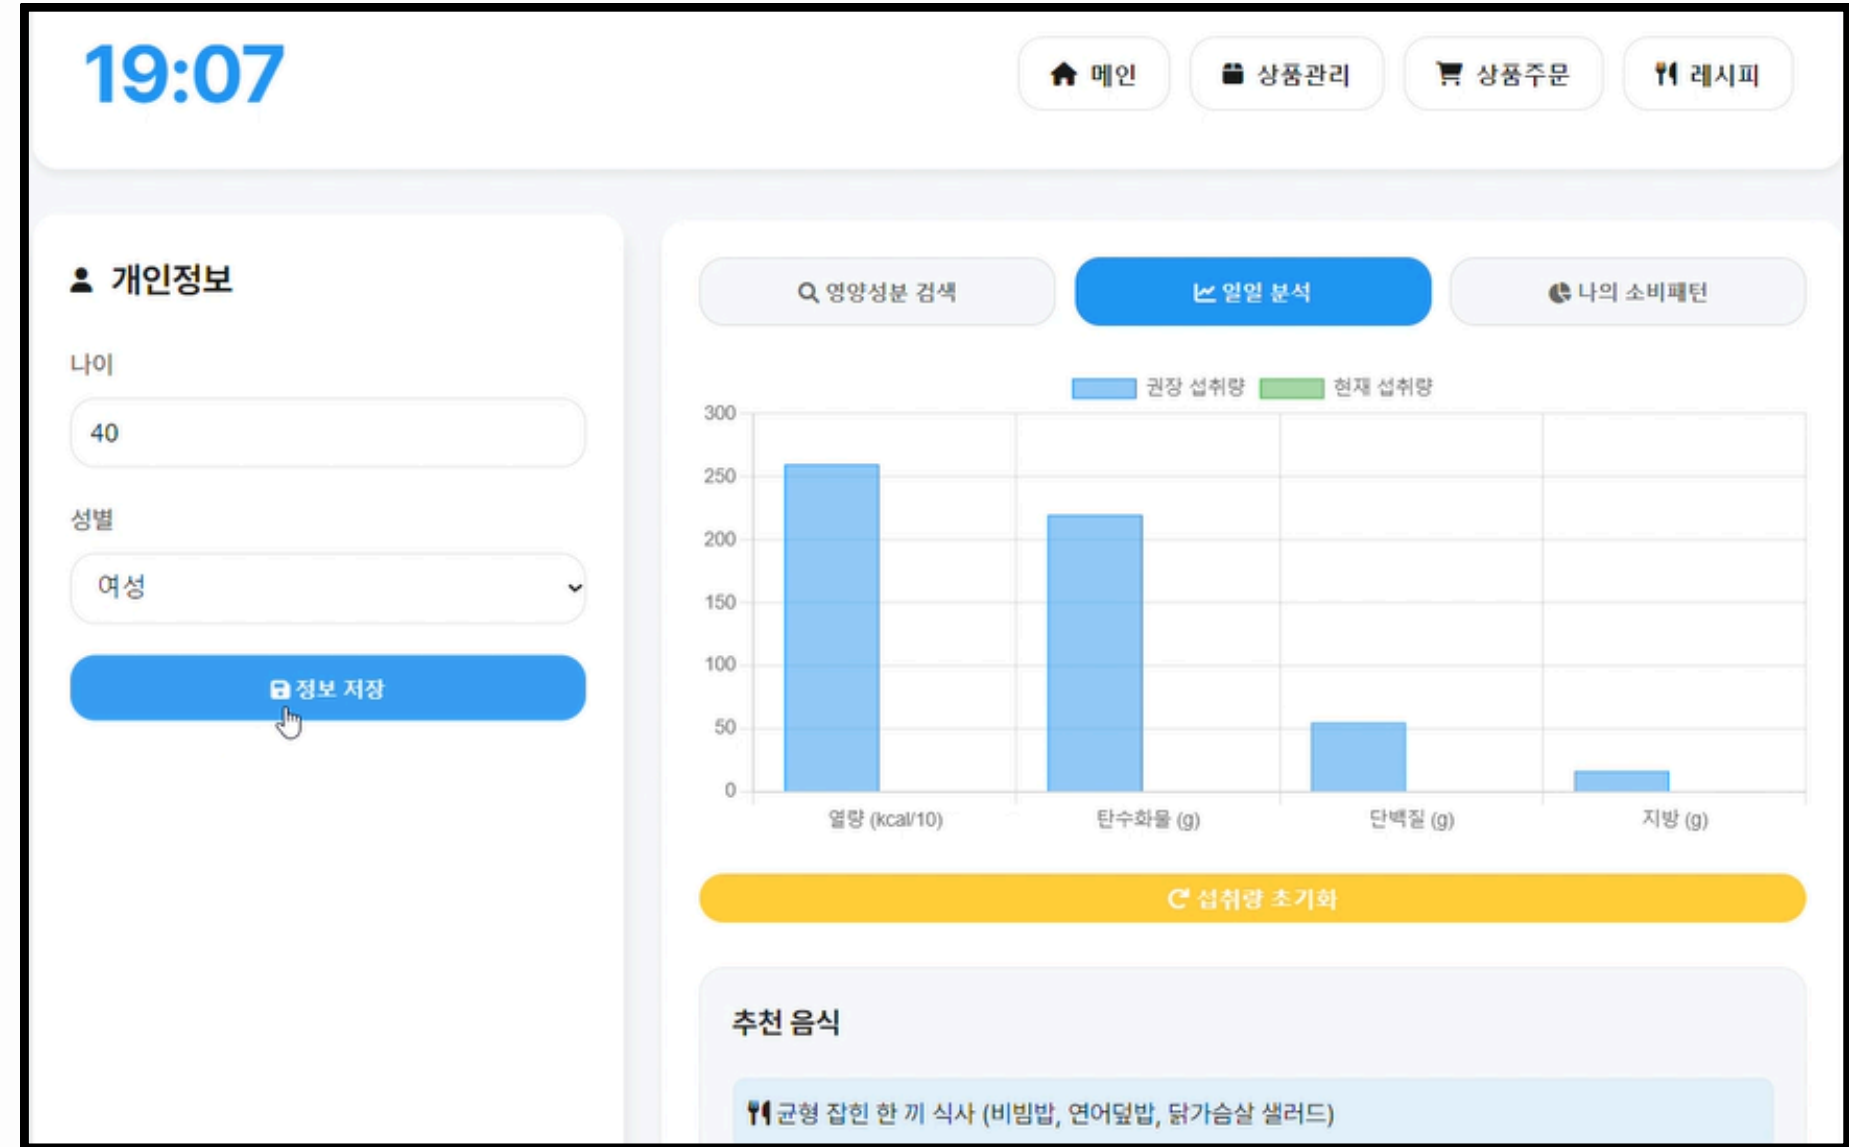 19:07
메인
상품관리
상품주문
레시피
개인정보
나이
40
성별
여성
정보 저장
영양성분 검색
일일 분석
나의 소비패턴
권장 섭취량
현재 섭취량
300
250
200
150
100
50
0
열량 (kcal/10)
탄수화물 (g)
단백질 (g)
지방 (g)
섭취량 초기화
추천 음식
균형 잡힌 한 끼 식사 (비빔밥, 연어덮밥, 닭가슴살 샐러드)